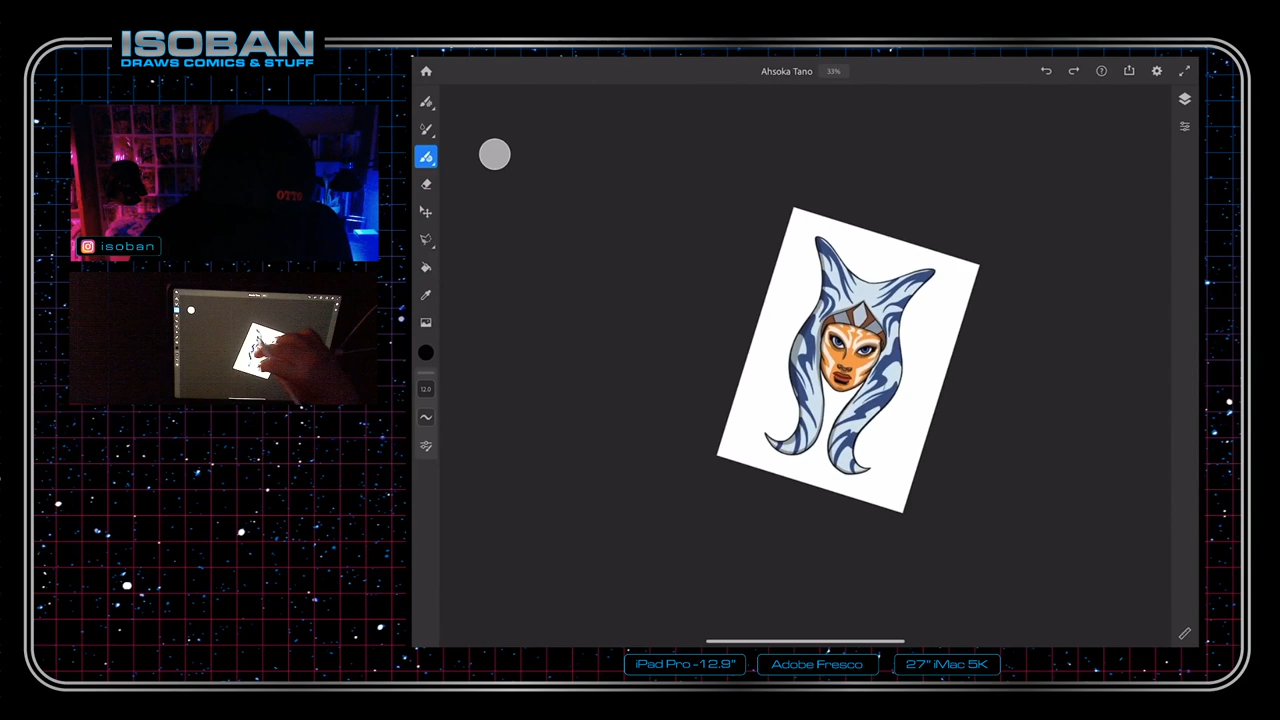 ISOBAN
DRAWS COMICS & STUFF
Ahsoka Tano
33%
OTTO
isoban
12.0
iPad Pro -12.9"
Adobe Fresco
27" iMac 5K